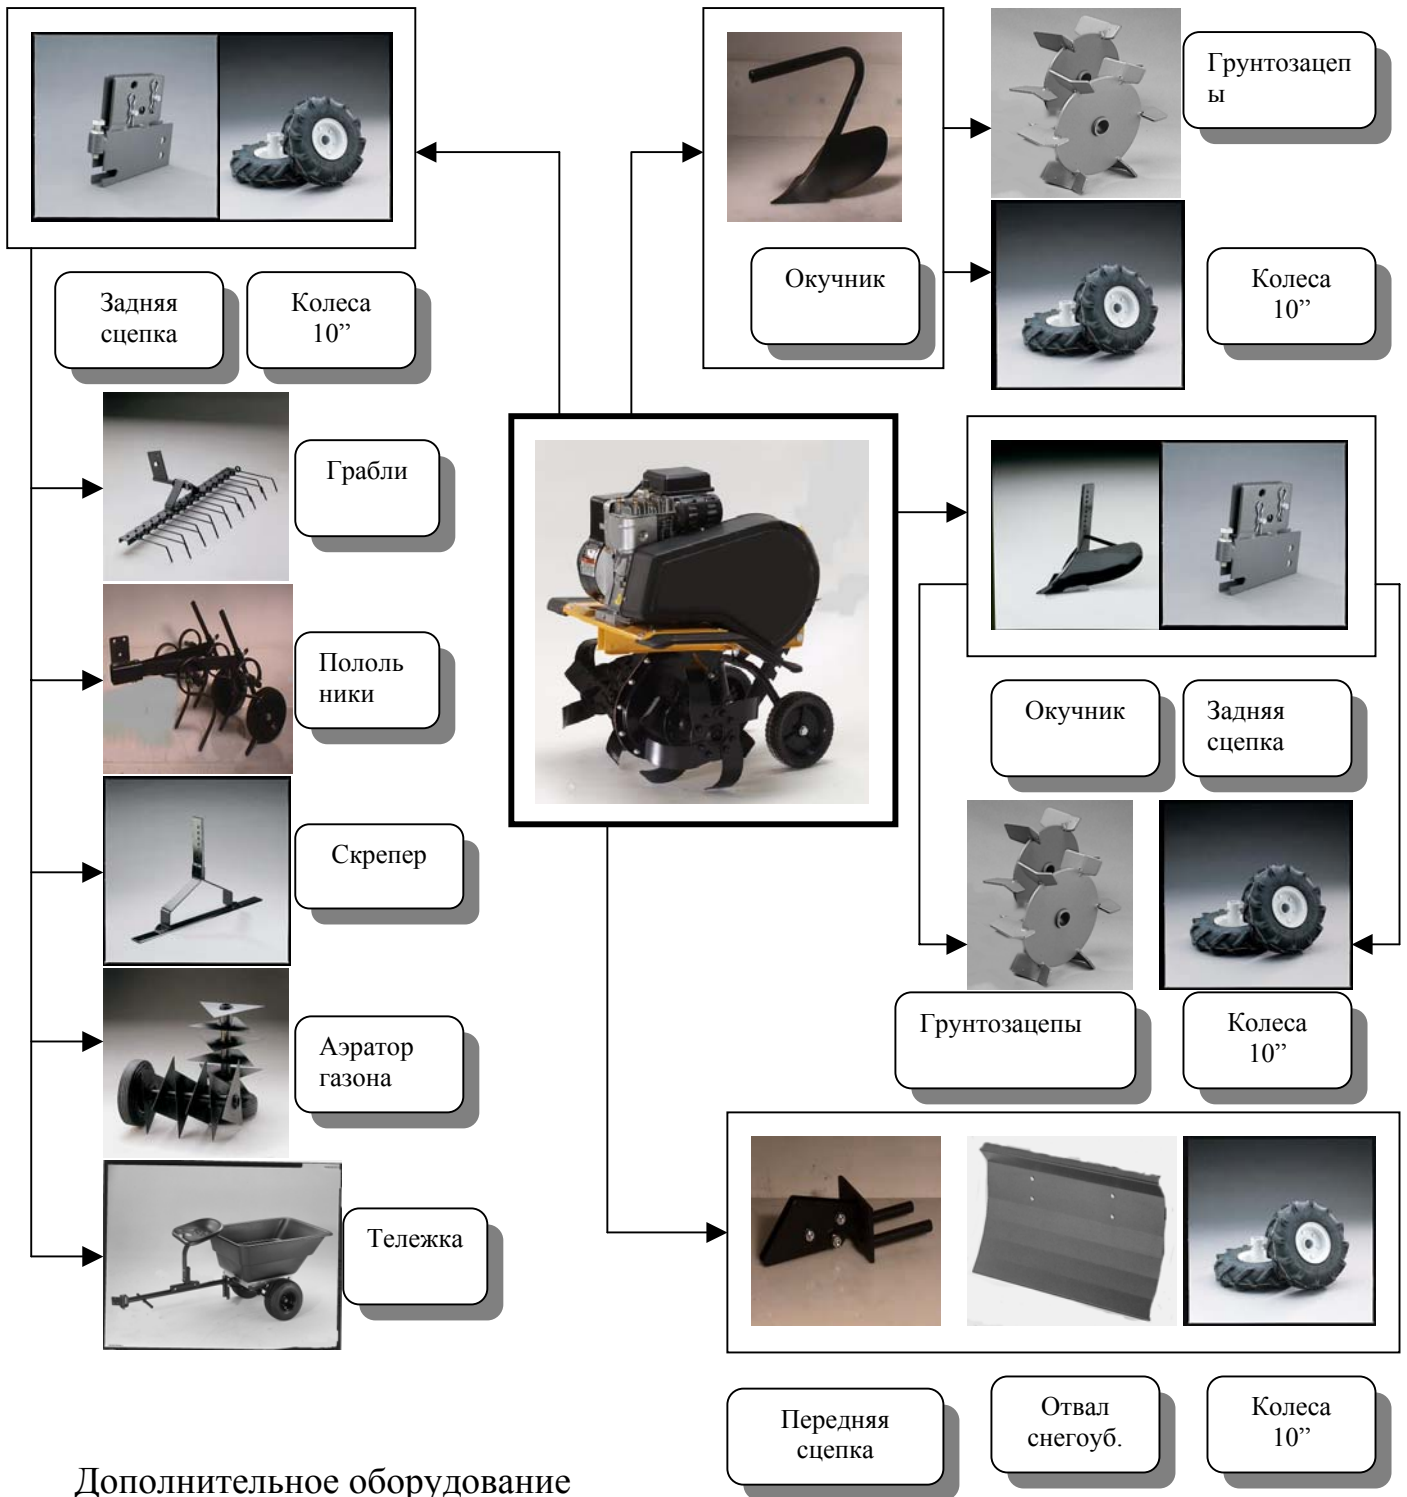 Грунтозацеп
ы
Окучник
Колеса
10”
Задняя
сцепка
Колеса
10”
Грабли
Пополь
ники
Окучник
Задняя
сцепка
Скрепер
Грунтозацепы
Колеса
10”
Аэратор
газона
Тележка
Передняя
сцепка
Отвал
снегоуб.
Колеса
10”
Дополнительное оборудование